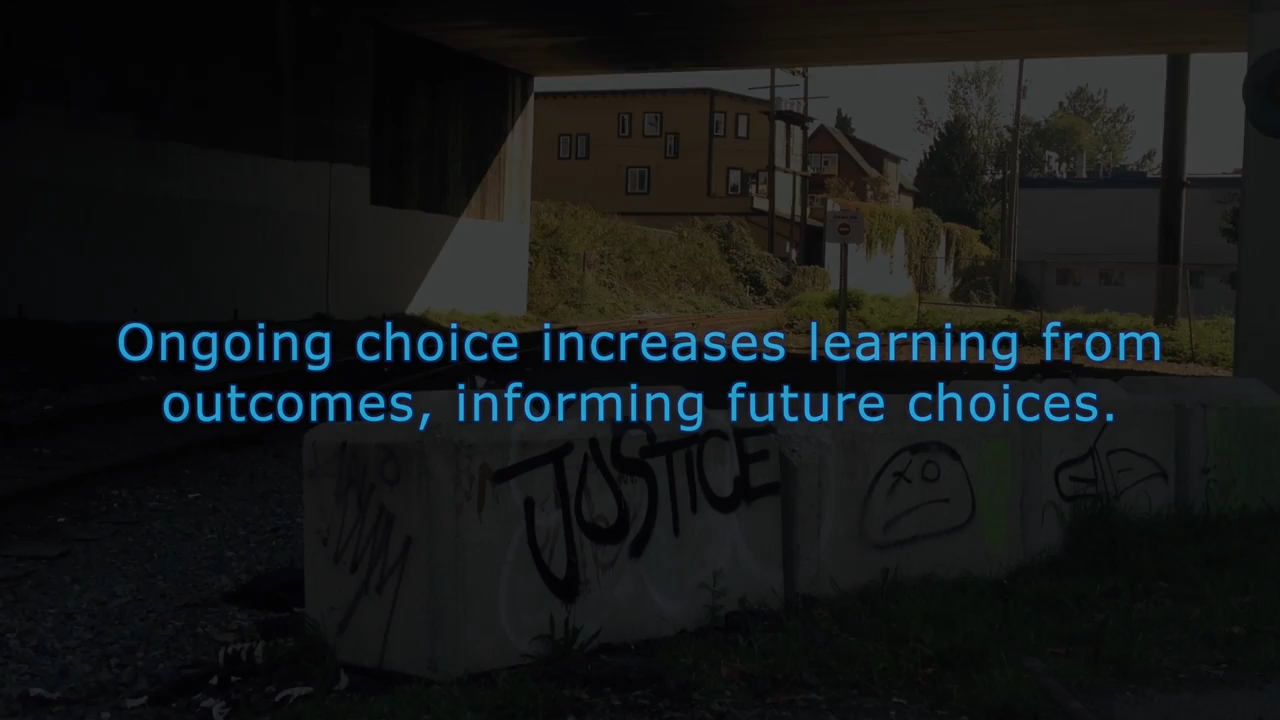 Ongoing choice increases learning from
outcomes, informing future choices.
JUSTICE